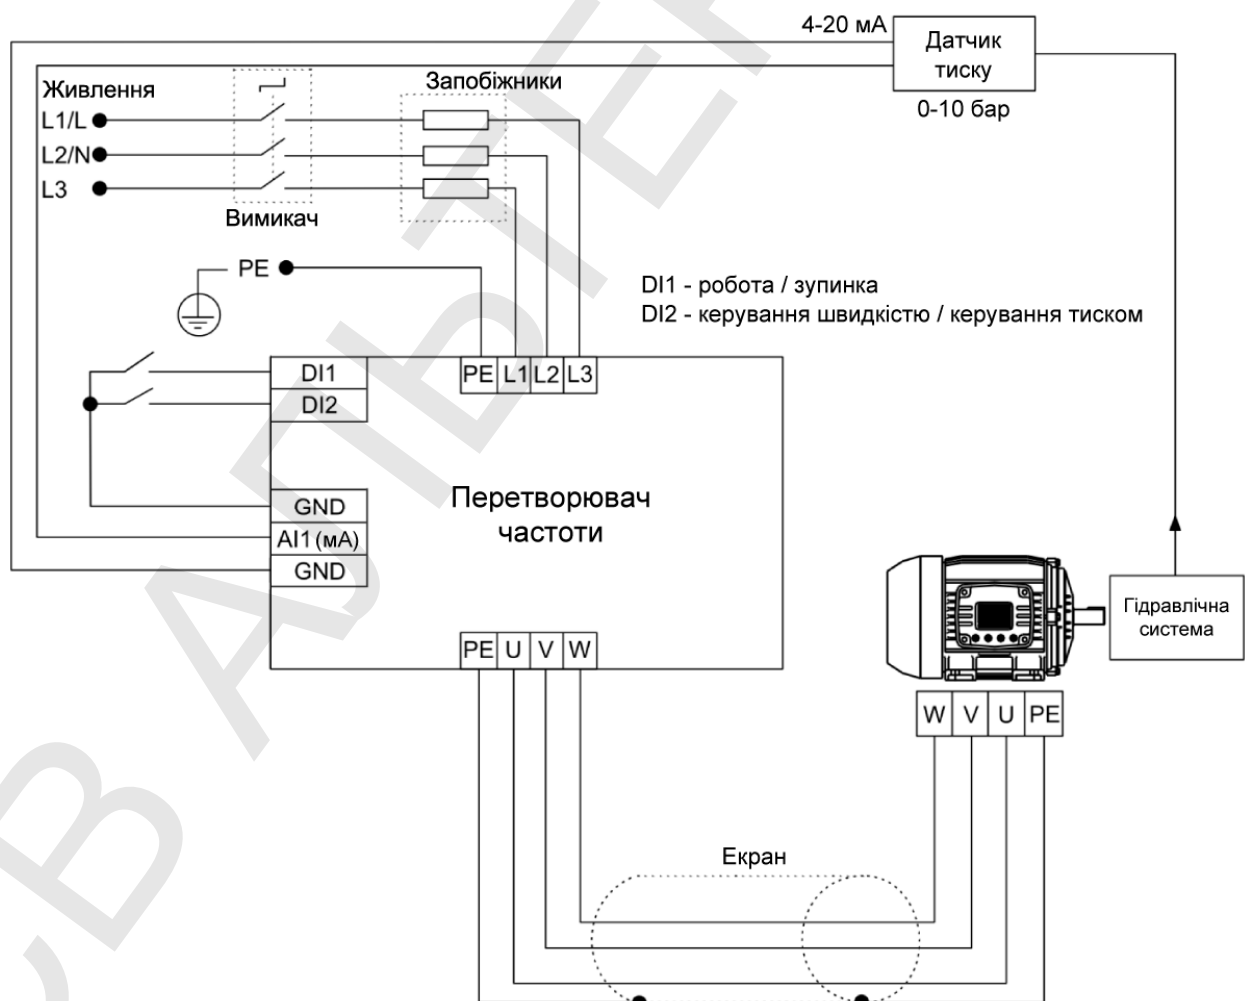 4-20 мА
Датчик
тиску
0-10 бар
Живлення
Запобіжники
L1/L
L2/N
L3
Вимикач
PE
DI1 - робота / зупинка
DI2 - керування швидкістю / керування тиском
DI1
DI2
PE L1 L2 L3
GND
AI1 (мА)
GND
Перетворювач
частоти
PE U V W
Гідравлічна
система
W V U PE
Екран
СВ АЛЬТЕР